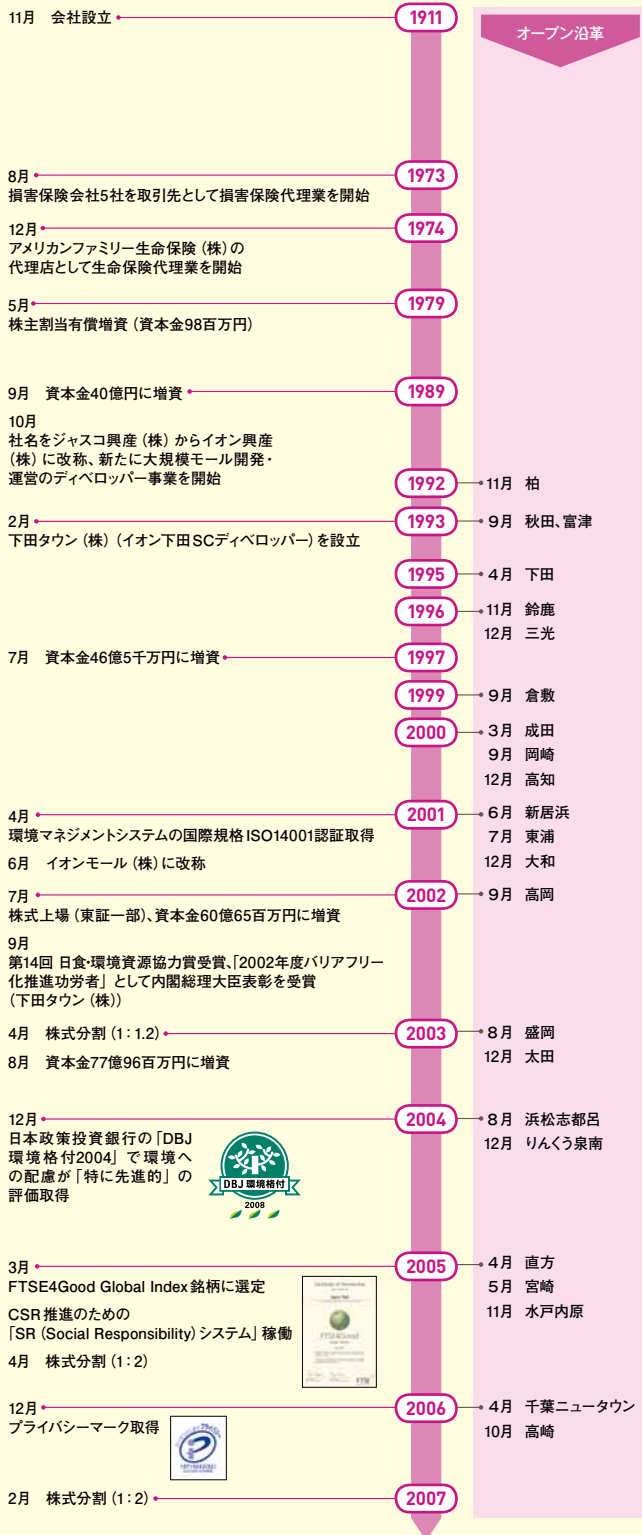 オープン沿革
1911
11月 会社設立
1973
8月
損害保険会社5社を取引先として損害保険代理業を開始
1974
12月
アメリカンファミリー生命保険(株)の
代理店として生命保険代理業を開始
1979
5月
株主割当有償増資(資本金98百万円)
1989
9月 資本金40億円に増資
10月
社名をジャスコ興産(株)からイオン興産
(株)に改称、新たに大規模モール開発・
運営のディベロッパー事業を開始
1992
11月 柏
1993
2月
下田タウン(株)(イオン下田SCディベロッパー)を設立
9月 秋田、富津
1995
4月 下田
1996
11月 鈴鹿
12月 三光
1997
7月 資本金46億5千万円に増資
1999
9月 倉敷
2000
3月 成田
9月 岡崎
12月 高知
2001
4月
環境マネジメントシステムの国際規格ISO14001認証取得
6月 イオンモール(株)に改称
6月 新居浜
7月 東浦
12月 大和
2002
7月
株式上場(東証一部)、資本金60億65百万円に増資
9月
第14回 日食・環境資源協力賞受賞、「2002年度バリアフリー
化推進功労者」として内閣総理大臣表彰を受賞
(下田タウン(株))
9月 高岡
2003
4月 株式分割(1:1.2)
8月 資本金77億96百万円に増資
8月 盛岡
12月 太田
2004
12月
日本政策投資銀行の「DBJ
環境格付2004」で環境へ
の配慮が「特に先進的」の
評価取得
DBJ 環境格付
2008
8月 浜松志都呂
12月 りんくう泉南
2005
3月
FTSE4Good Global Index銘柄に選定
CSR推進のための
「SR(Social Responsibility)システム」稼働
4月 株式分割(1:2)
FTSE4Good
FTSE
4月 直方
5月 宮崎
11月 水戸内原
2006
12月
プライバシーマーク取得
4月 千葉ニュータウン
10月 高崎
2007
2月 株式分割(1:2)